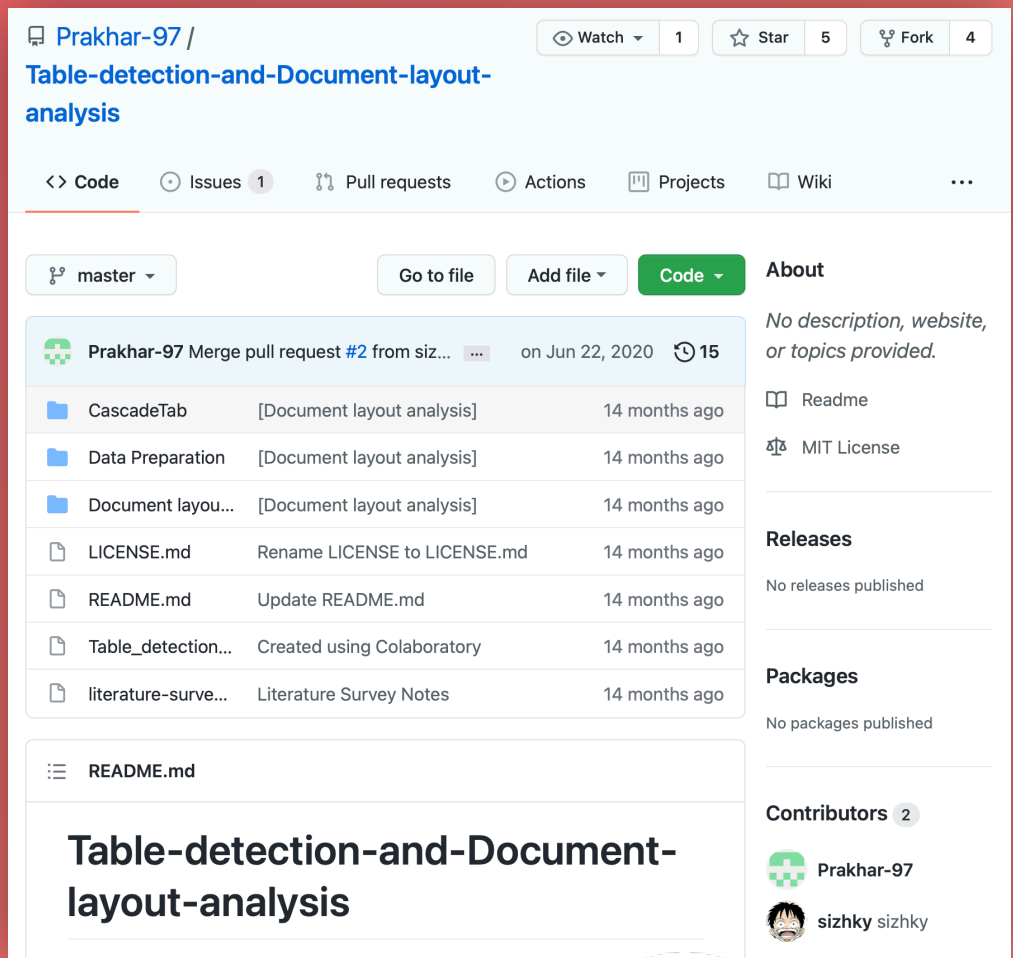 Prakhar-97 /
Table-detection-and-Document-layout-
analysis
Watch 1 Star 5 Fork 4
Code Issues 1 Pull requests Actions Projects Wiki ...
master Go to file Add file Code
Prakhar-97 Merge pull request #2 from siz... ... on Jun 22, 2020 15
CascadeTab [Document layout analysis] 14 months ago
Data Preparation [Document layout analysis] 14 months ago
Document layou... [Document layout analysis] 14 months ago
LICENSE.md Rename LICENSE to LICENSE.md 14 months ago
README.md Update README.md 14 months ago
Table_detection... Created using Colaboratory 14 months ago
literature-surve... Literature Survey Notes 14 months ago
README.md
Table-detection-and-Document-
layout-analysis
About
No description, website,
or topics provided.
Readme
MIT License
Releases
No releases published
Packages
No packages published
Contributors 2
Prakhar-97
sizhky sizhky